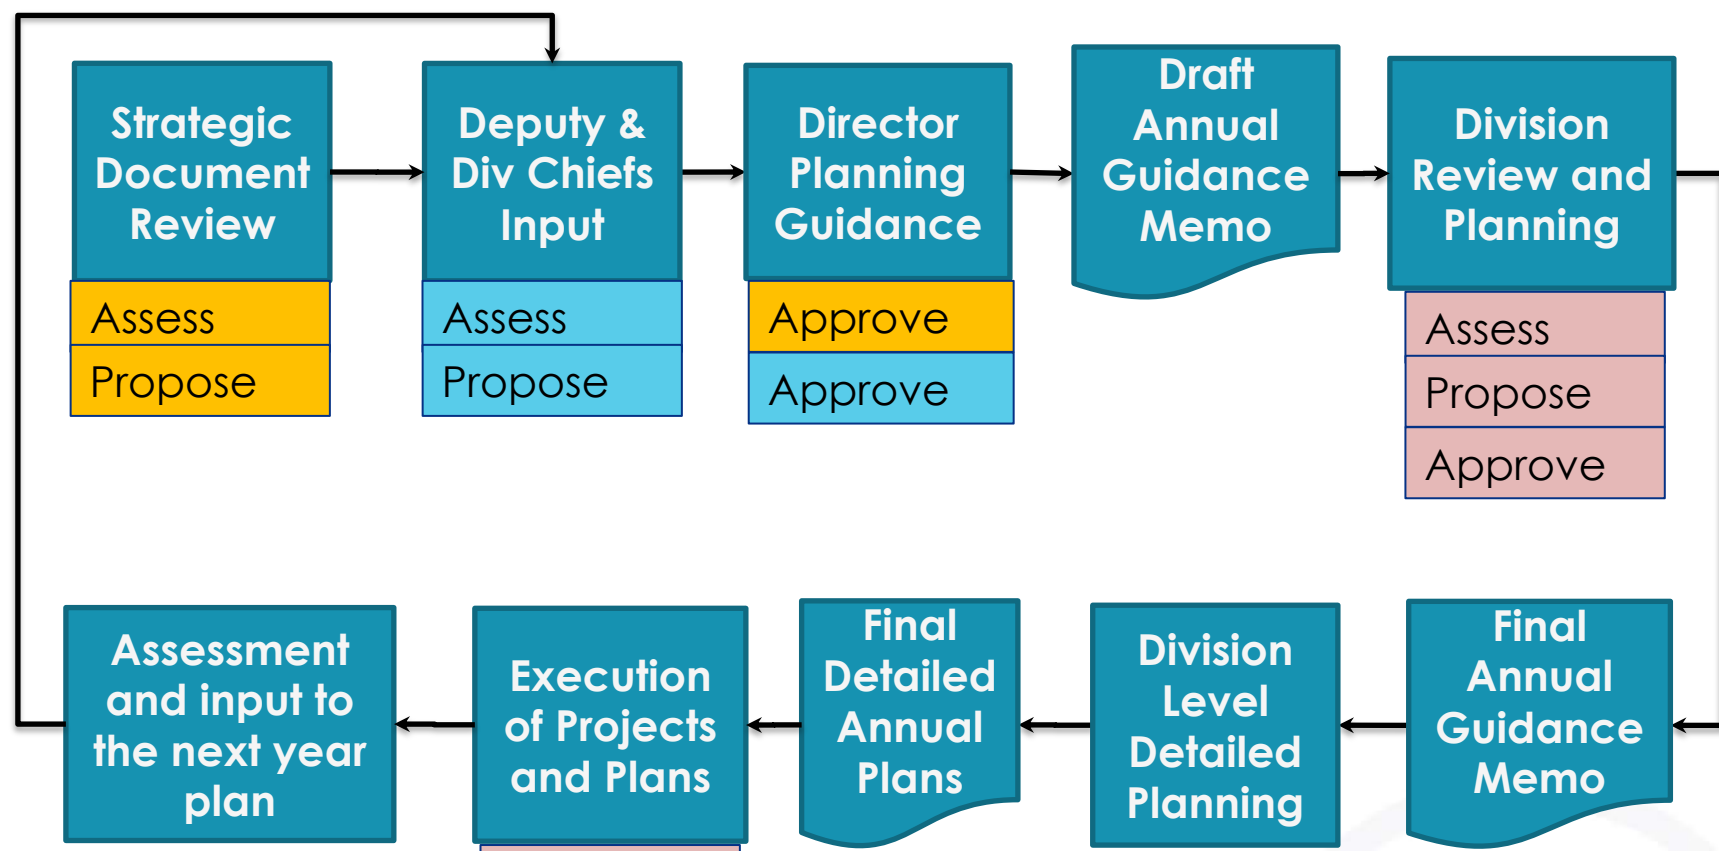 Strategic
Document
Review
Assess
Propose
Deputy &
Div Chiefs
Input
Assess
Propose
Director
Planning
Guidance
Approve
Approve
Draft
Annual
Guidance
Memo
Division
Review and
Planning
Assess
Propose
Approve
Assessment
and input to
the next year
plan
Execution
of Projects
and Plans
Final
Detailed
Annual
Plans
Division
Level
Detailed
Planning
Final
Annual
Guidance
Memo